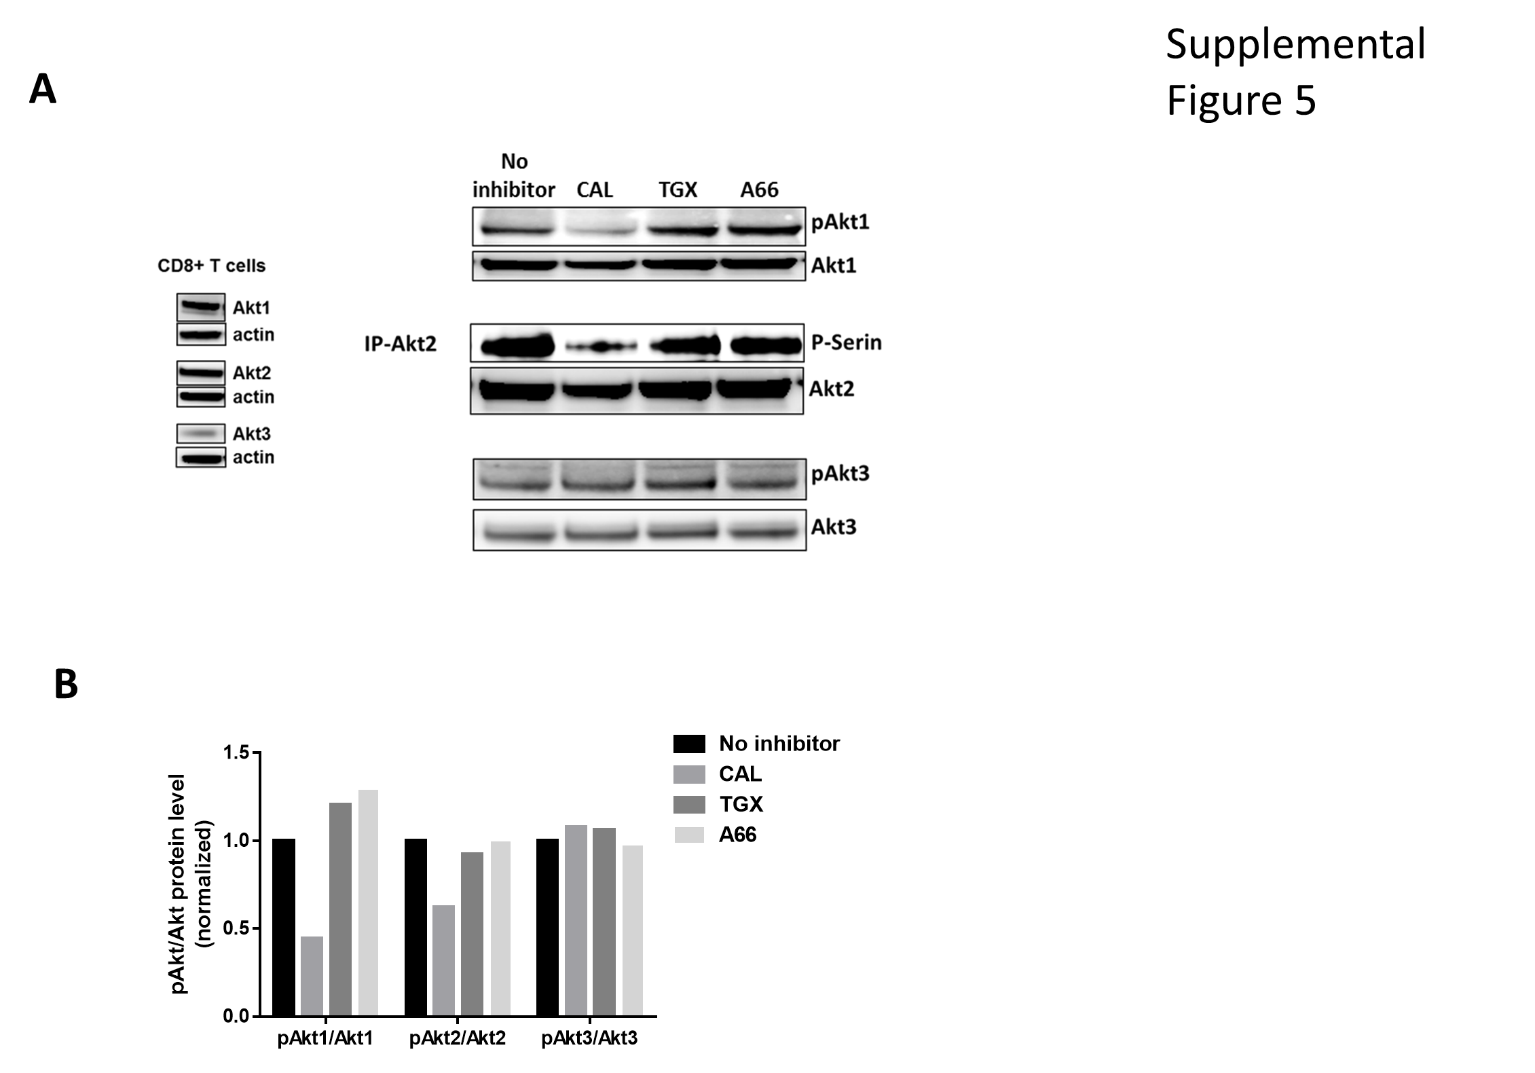 Supplemental
Figure 5
A
No
inhibitor CAL TGX A66
pAkt1
Akt1
CD8+ T cells
Akt1
actin
Akt2
actin
Akt3
actin
IP-Akt2
P-Serin
Akt2
pAkt3
Akt3
B
pAkt/Akt protein level
(normalized)
1.5
1.0
0.5
0.0
pAkt1/Akt1 pAkt2/Akt2 pAkt3/Akt3
No inhibitor
CAL
TGX
A66